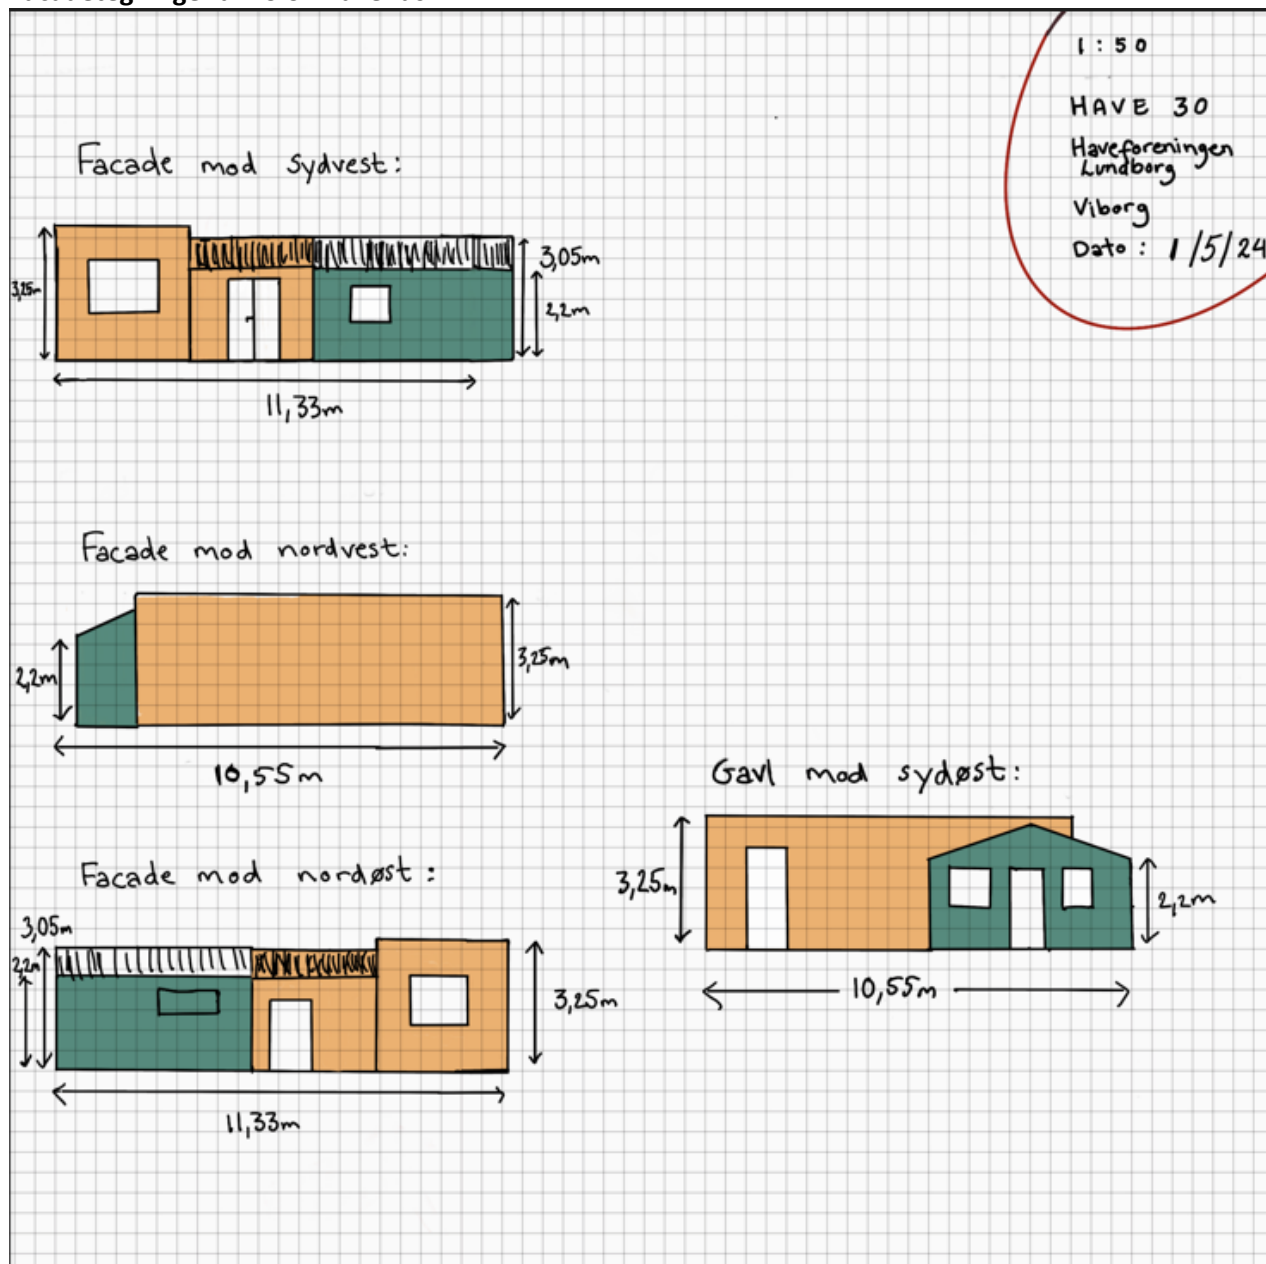 1 : 50
HAVE 30
Haveforeningen
Lundborg
Viborg
Dato : 1/5/24
Facade mod sydvest:
3,25m
3,05m
2,2m
11,33m
Facade mod nordvest:
2,2m
3,25m
10,55m
Gavl mod sydøst:
3,25m
2,2m
10,55m
Facade mod nordøst :
3,05m
2,2m
3,25m
11,33m